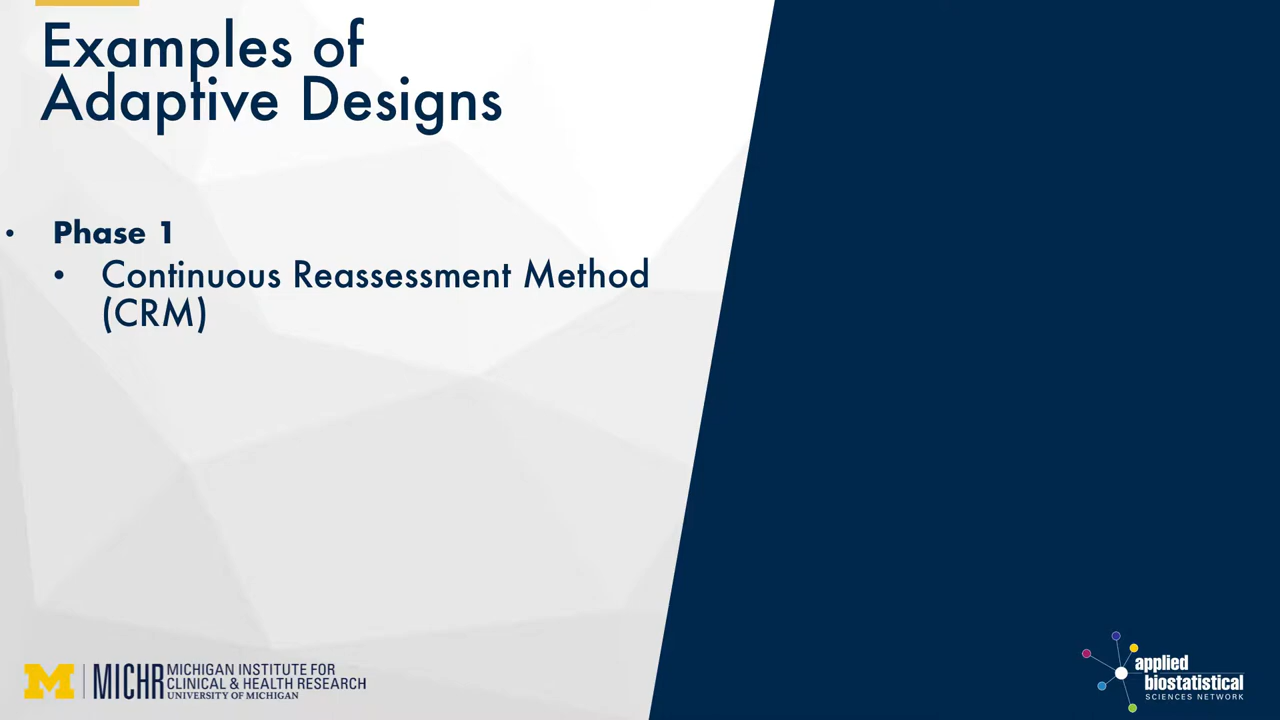 Examples of
Adaptive Designs
• Phase 1
• Continuous Reassessment Method
(CRM)
M
MICHR
MICHIGAN INSTITUTE FOR
CLINICAL & HEALTH RESEARCH
UNIVERSITY OF MICHIGAN
applied
biostatistical
SCIENCES NETWORK